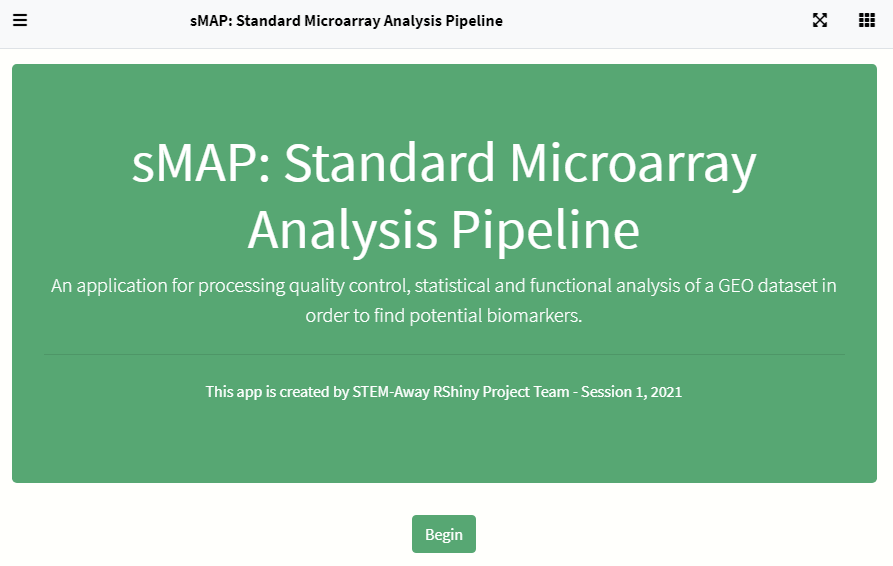 sMAP: Standard Microarray Analysis Pipeline
sMAP: Standard Microarray
Analysis Pipeline
An application for processing quality control, statistical and functional analysis of a GEO dataset in
order to find potential biomarkers.
This app is created by STEM-Away RShiny Project Team - Session 1, 2021
Begin